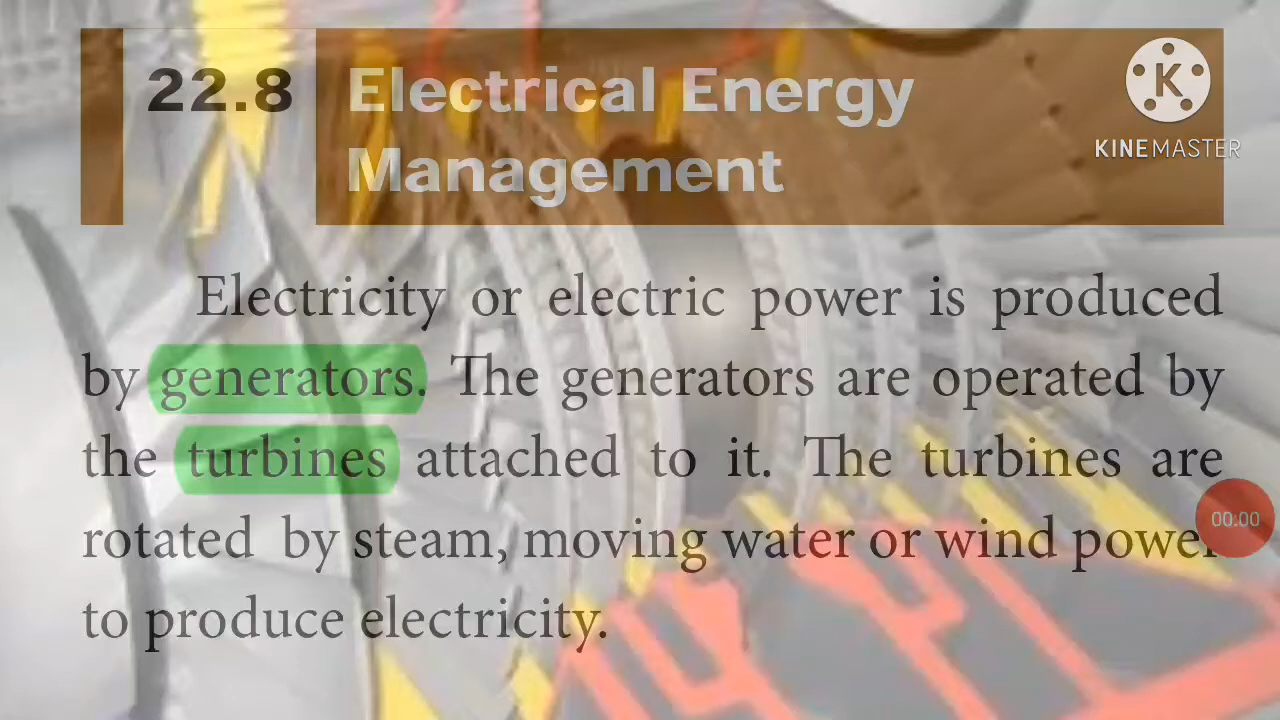 22.8 Electrical Energy
Management
KINEMASTER
Electricity or electric power is produced
by generators. The generators are operated by
the turbines attached to it. The turbines are
rotated by steam, moving water or wind power
to produce electricity.
00:00